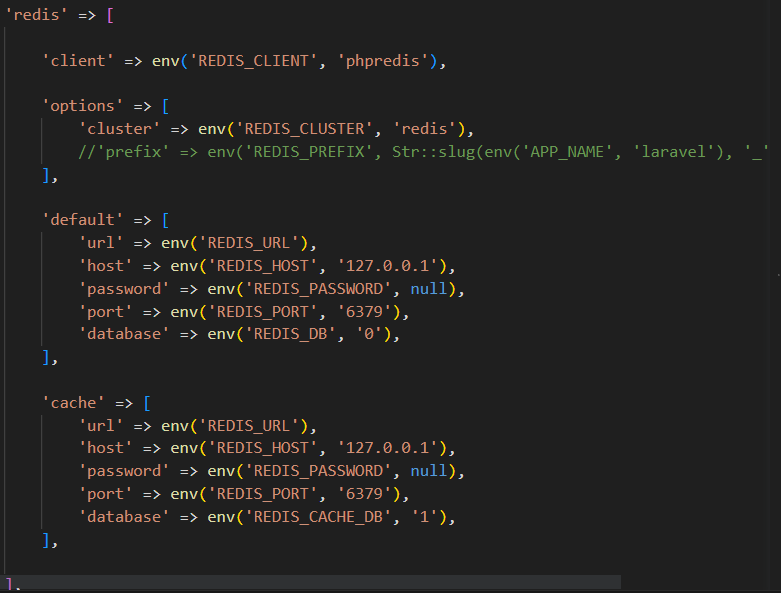 'redis' => [
'client' => env('REDIS_CLIENT', 'phpredis'),
'options' => [
'cluster' => env('REDIS_CLUSTER', 'redis'),
//'prefix' => env('REDIS_PREFIX', Str::slug(env('APP_NAME', 'laravel'), '_'
],
'default' => [
'url' => env('REDIS_URL'),
'host' => env('REDIS_HOST', '127.0.0.1'),
'password' => env('REDIS_PASSWORD', null),
'port' => env('REDIS_PORT', '6379'),
'database' => env('REDIS_DB', '0'),
],
'cache' => [
'url' => env('REDIS_URL'),
'host' => env('REDIS_HOST', '127.0.0.1'),
'password' => env('REDIS_PASSWORD', null),
'port' => env('REDIS_PORT', '6379'),
'database' => env('REDIS_CACHE_DB', '1'),
],
],